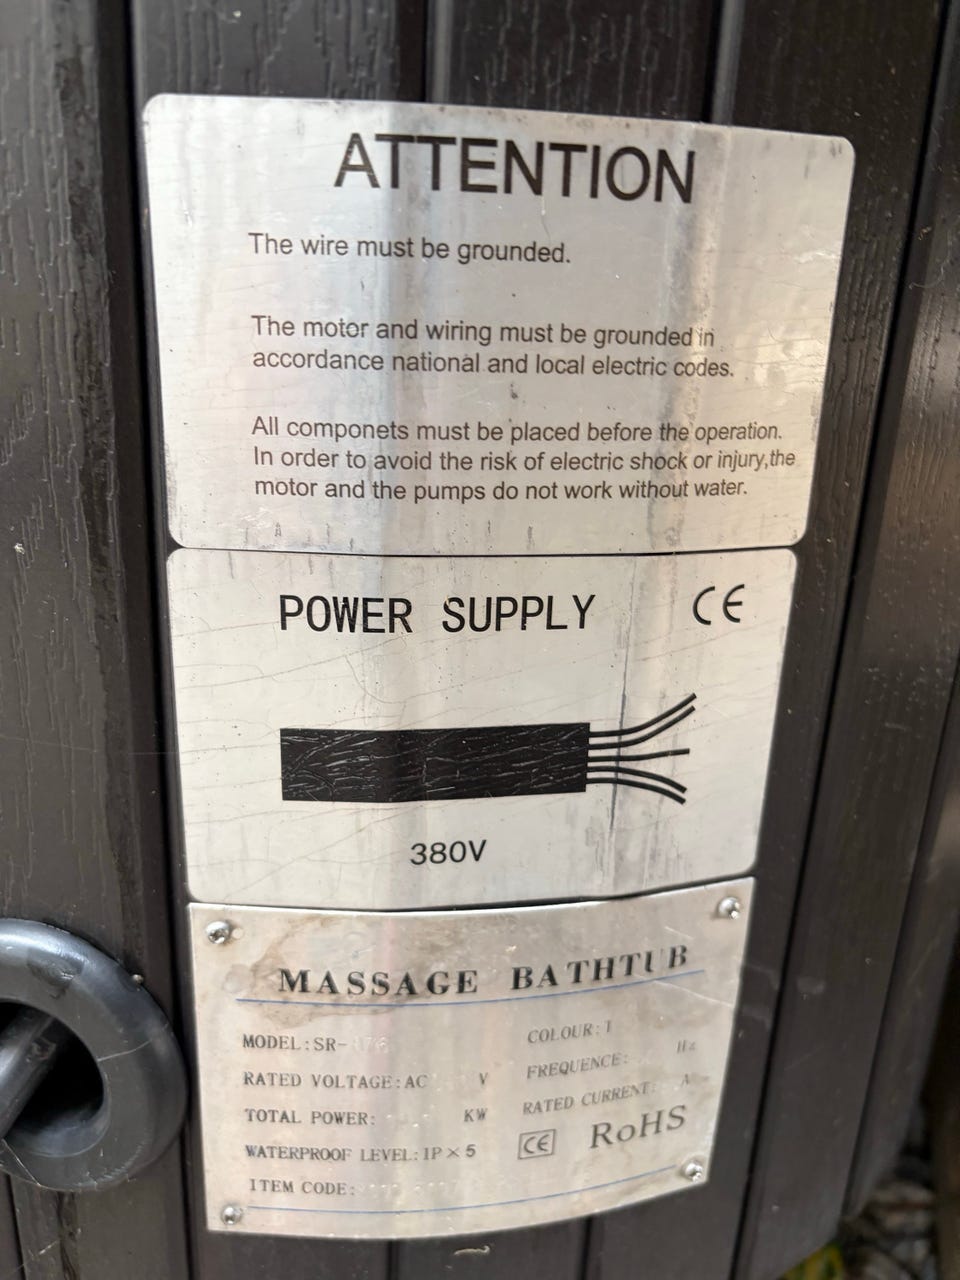 ATTENTION
The wire must be grounded.
The motor and wiring must be grounded in
accordance national and local electric codes.
All componets must be placed before the operation.
In order to avoid the risk of electric shock or injury,the
motor and the pumps do not work without water.
POWER SUPPLY CE
380V
MASSAGE BATHTUB
MODEL:SR-
COLOUR:
RATED VOLTAGE:AC V
FREQUENCE: Hz
TOTAL POWER: KW
RATED CURRENT: A
WATERPROOF LEVEL:IP×5
CE RoHS
ITEM CODE: